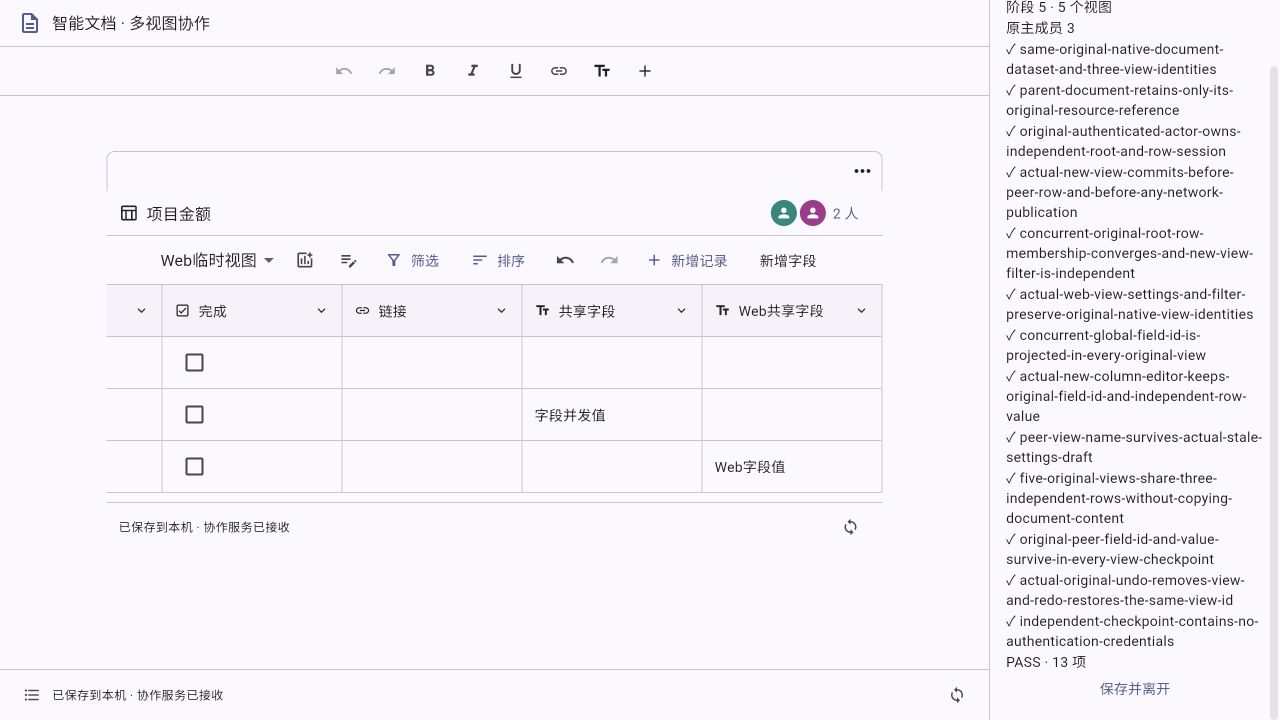 智能文档 · 多视图协作
项目金额
2 人
Web临时视图
筛选
排序
新增记录
新增字段
完成
链接
共享字段
Web共享字段
字段并发值
Web字段值
已保存到本机 · 协作服务已接收
已保存到本机 · 协作服务已接收
阶段 5 · 5 个视图
原主成员 3
✓ same-original-native-document-
dataset-and-three-view-identities
✓ parent-document-retains-only-its-
original-resource-reference
✓ original-authenticated-actor-owns-
independent-root-and-row-session
✓ actual-new-view-commits-before-
peer-row-and-before-any-network-
publication
✓ concurrent-original-root-row-
membership-converges-and-new-view-
filter-is-independent
✓ actual-web-view-settings-and-filter-
preserve-original-native-view-identities
✓ concurrent-global-field-id-is-
projected-in-every-original-view
✓ actual-new-column-editor-keeps-
original-field-id-and-independent-row-
value
✓ peer-view-name-survives-actual-stale-
settings-draft
✓ five-original-views-share-three-
independent-rows-without-copying-
document-content
✓ original-peer-field-id-and-value-
survive-in-every-view-checkpoint
✓ actual-original-undo-removes-view-
and-redo-restores-the-same-view-id
✓ independent-checkpoint-contains-no-
authentication-credentials
PASS · 13 项
保存并离开